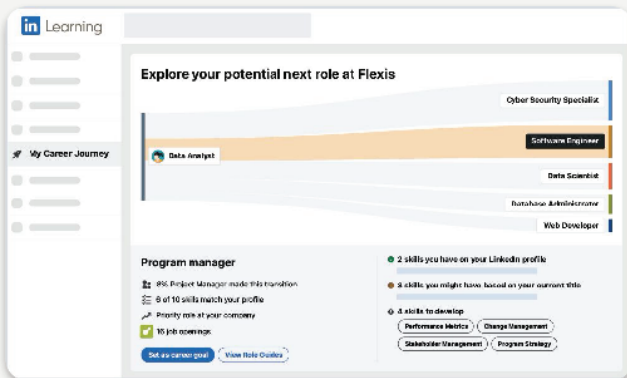 in Learning
Explore your potential next role at Flexis
Cyber Security Specialist
Software Engineer
My Career Journey
Data Analyst
Data Scientist
Database Administrator
Web Developer
Program manager
8% Project Manager made this transition
6 of 10 skills match your profile
Priority role at your company
16 job openings
Set as career goal
View Role Guides
2 skills you have on your LinkedIn profile
skills you might have based on your current title
4 skills to develop
Performance Metrics
Change Management
Stakeholder Management
Program Strategy